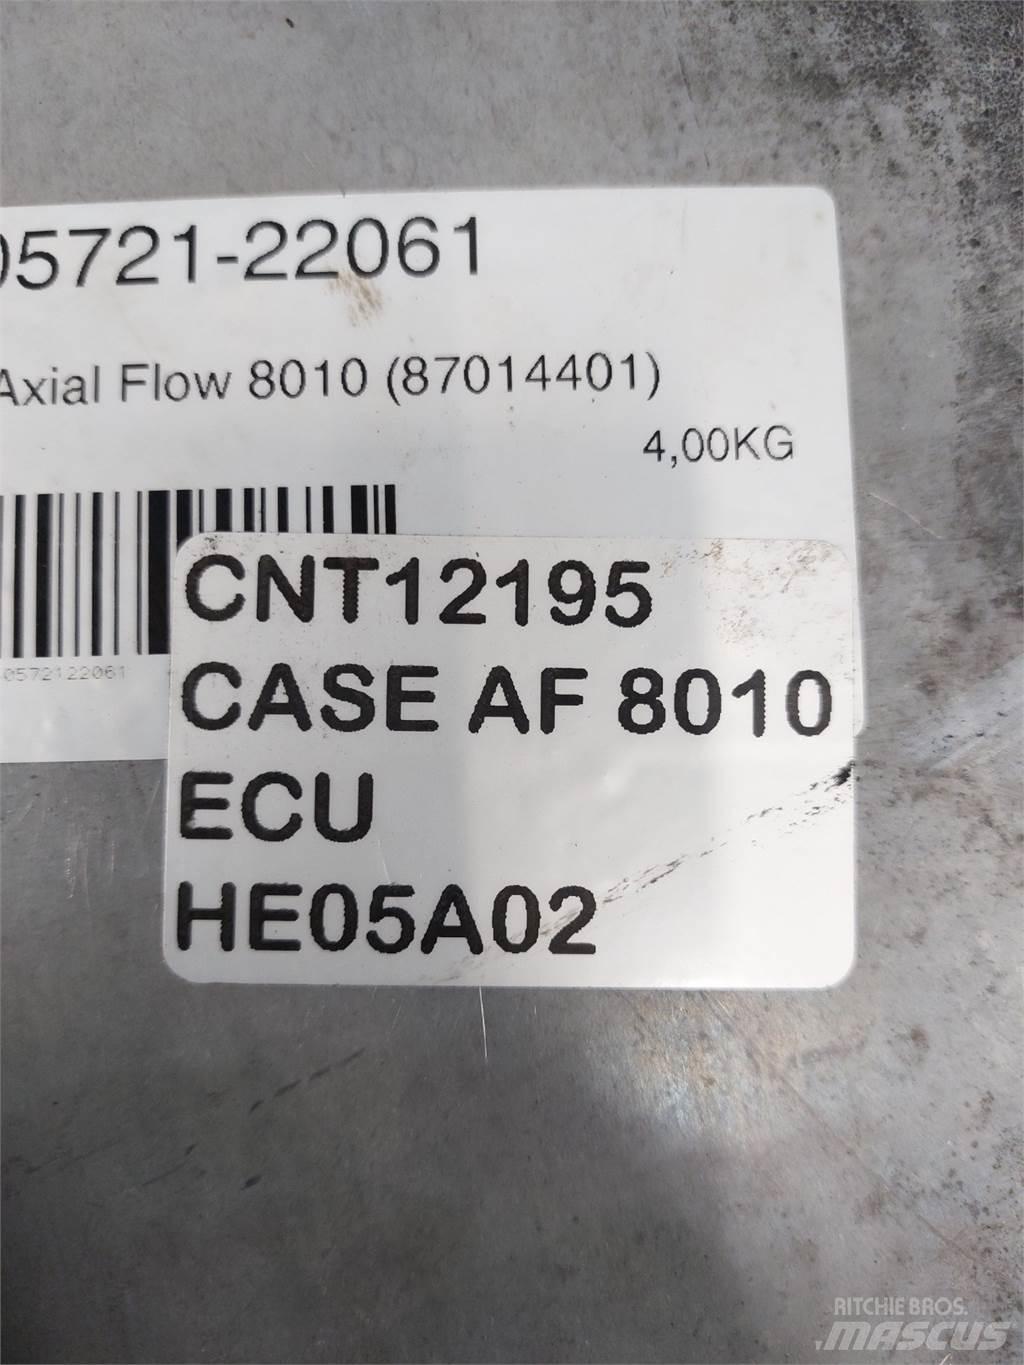 05721-22061
Axial Flow 8010 (87014401)
4,00KG
0572122061
CNT12195
CASE AF 8010
ECU
HE05A02
RITCHIE BROS.
MASCUS